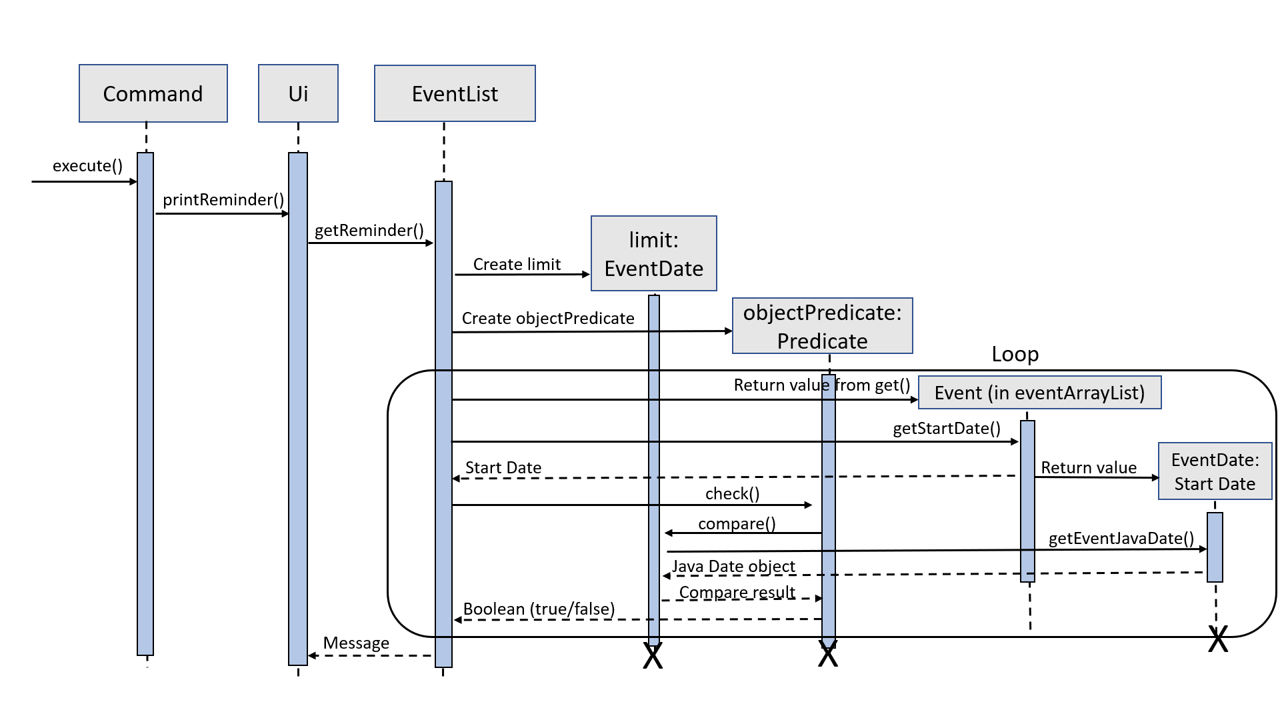 Command
Ui
EventList
execute()
printReminder()
getReminder()
limit:
EventDate
Create limit
objectPredicate:
Predicate
Create objectPredicate
Loop
Return value from get()
Event (in eventArrayList)
getStartDate()
Start Date
Return value
EventDate:
Start Date
check()
compare()
getEventJavaDate()
Java Date object
Compare result
Boolean (true/false)
Message
X
X
X